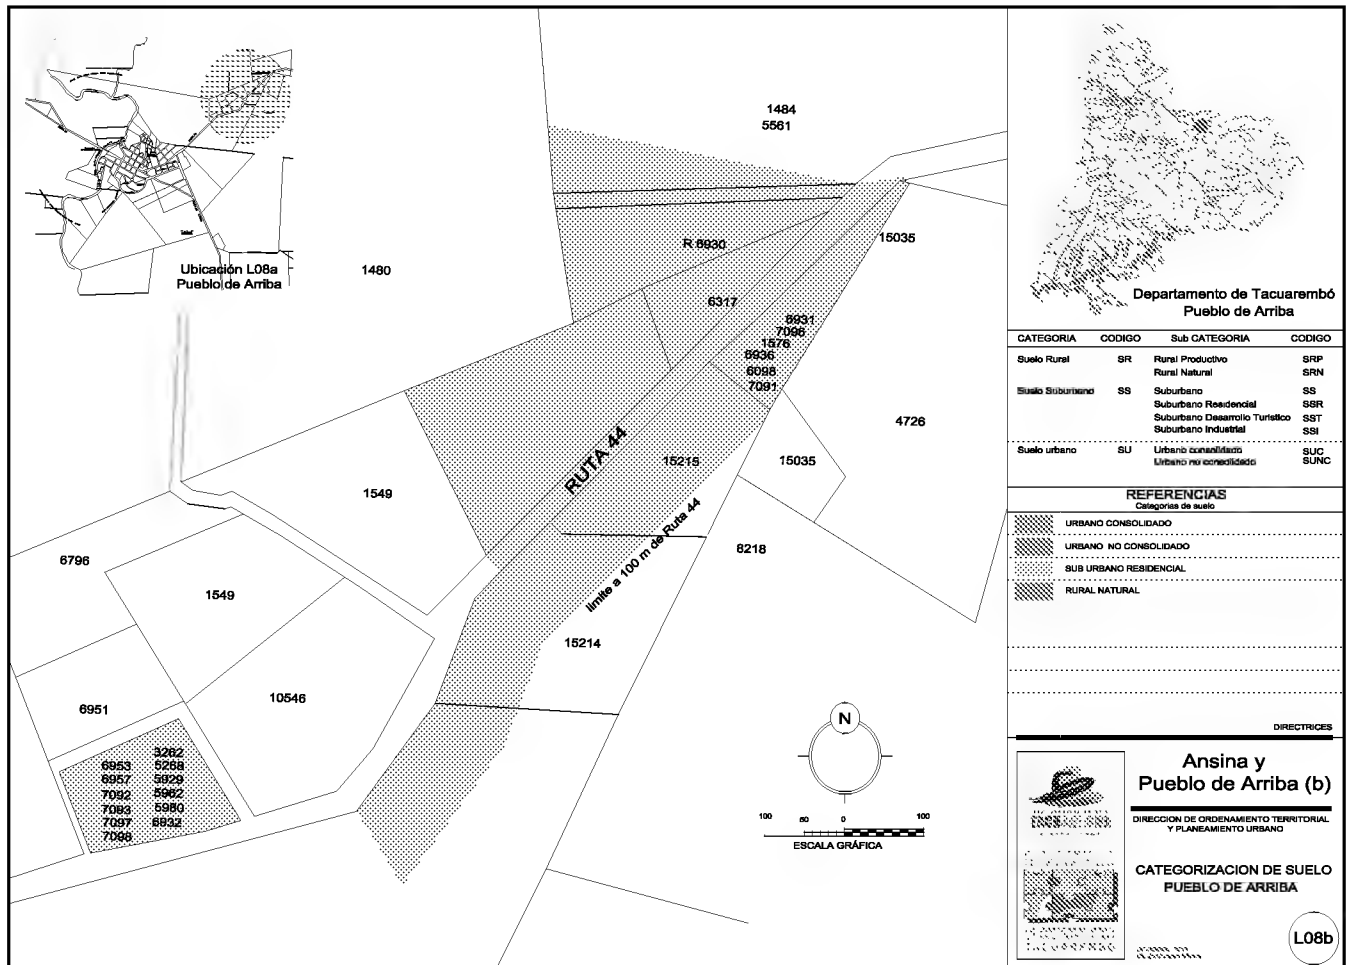 Ubicación L08a
Pueblo de Arriba
1480
1484
5561
R 6930
15035
6317
6931
7096
1576
6936
6098
7091
4726
15035
RUTA 44
15215
1549
limite a 100 m de Ruta 44
8218
6796
1549
15214
10546
6951
3262
6953 5268
6957 5929
7092 5962
7093 5980
7097 6932
7098
N
100 50 0 100
ESCALA GRÁFICA
Departamento de Tacuarembó
Pueblo de Arriba
CATEGORIA CODIGO Sub CATEGORIA CODIGO
Suelo Rural SR Rural Productivo SRP
Rural Natural SRN
Suelo Suburbano SS Suburbano SS
Suburbano Residencial SSR
Suburbano Desarrollo Turistico SST
Suburbano Industrial SSI
Suelo urbano SU Urbano consolidado SUC
Urbano no consolidado SUNC
REFERENCIAS
Categorias de suelo
URBANO CONSOLIDADO
URBANO NO CONSOLIDADO
SUB URBANO RESIDENCIAL
RURAL NATURAL
DIRECTRICES
Ansina y
Pueblo de Arriba (b)
DIRECCION DE ORDENAMIENTO TERRITORIAL
Y PLANEAMIENTO URBANO
CATEGORIZACION DE SUELO
PUEBLO DE ARRIBA
L08b